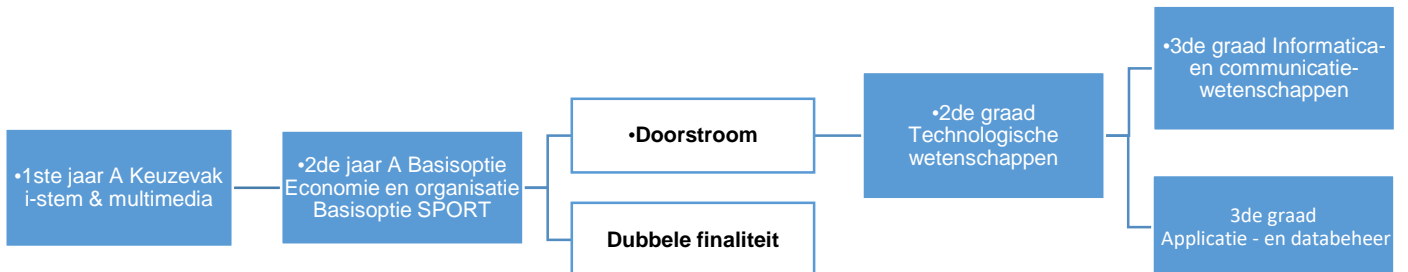 •1ste jaar A Keuzevak
i-stem & multimedia
•2de jaar A Basisoptie
Economie en organisatie
Basisoptie SPORT
•Doorstroom
Dubbele finaliteit
•2de graad
Technologische
wetenschappen
•3de graad Informatica-
en communicatie-
wetenschappen
3de graad
Applicatie - en databeheer